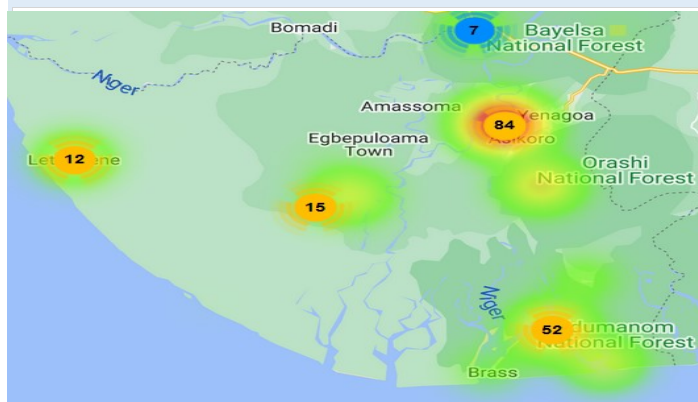 7
Bomadi
Bayelsa
National Forest
Niger
Amassoma
84
Yenagoa
Egbepuloama
Town
12
Orashi
National Forest
15
Niger
52
National Forest
Brass